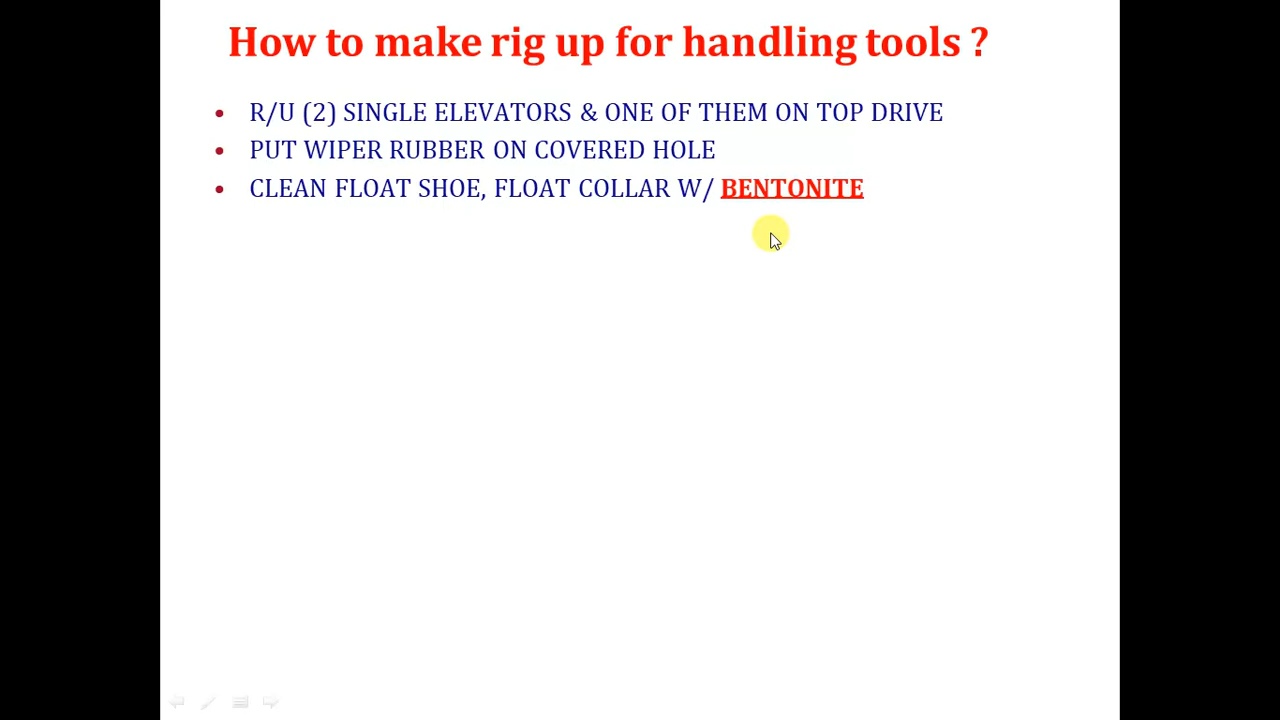 How to make rig up for handling tools ?
• R/U (2) SINGLE ELEVATORS & ONE OF THEM ON TOP DRIVE
• PUT WIPER RUBBER ON COVERED HOLE
• CLEAN FLOAT SHOE, FLOAT COLLAR W/ BENTONITE